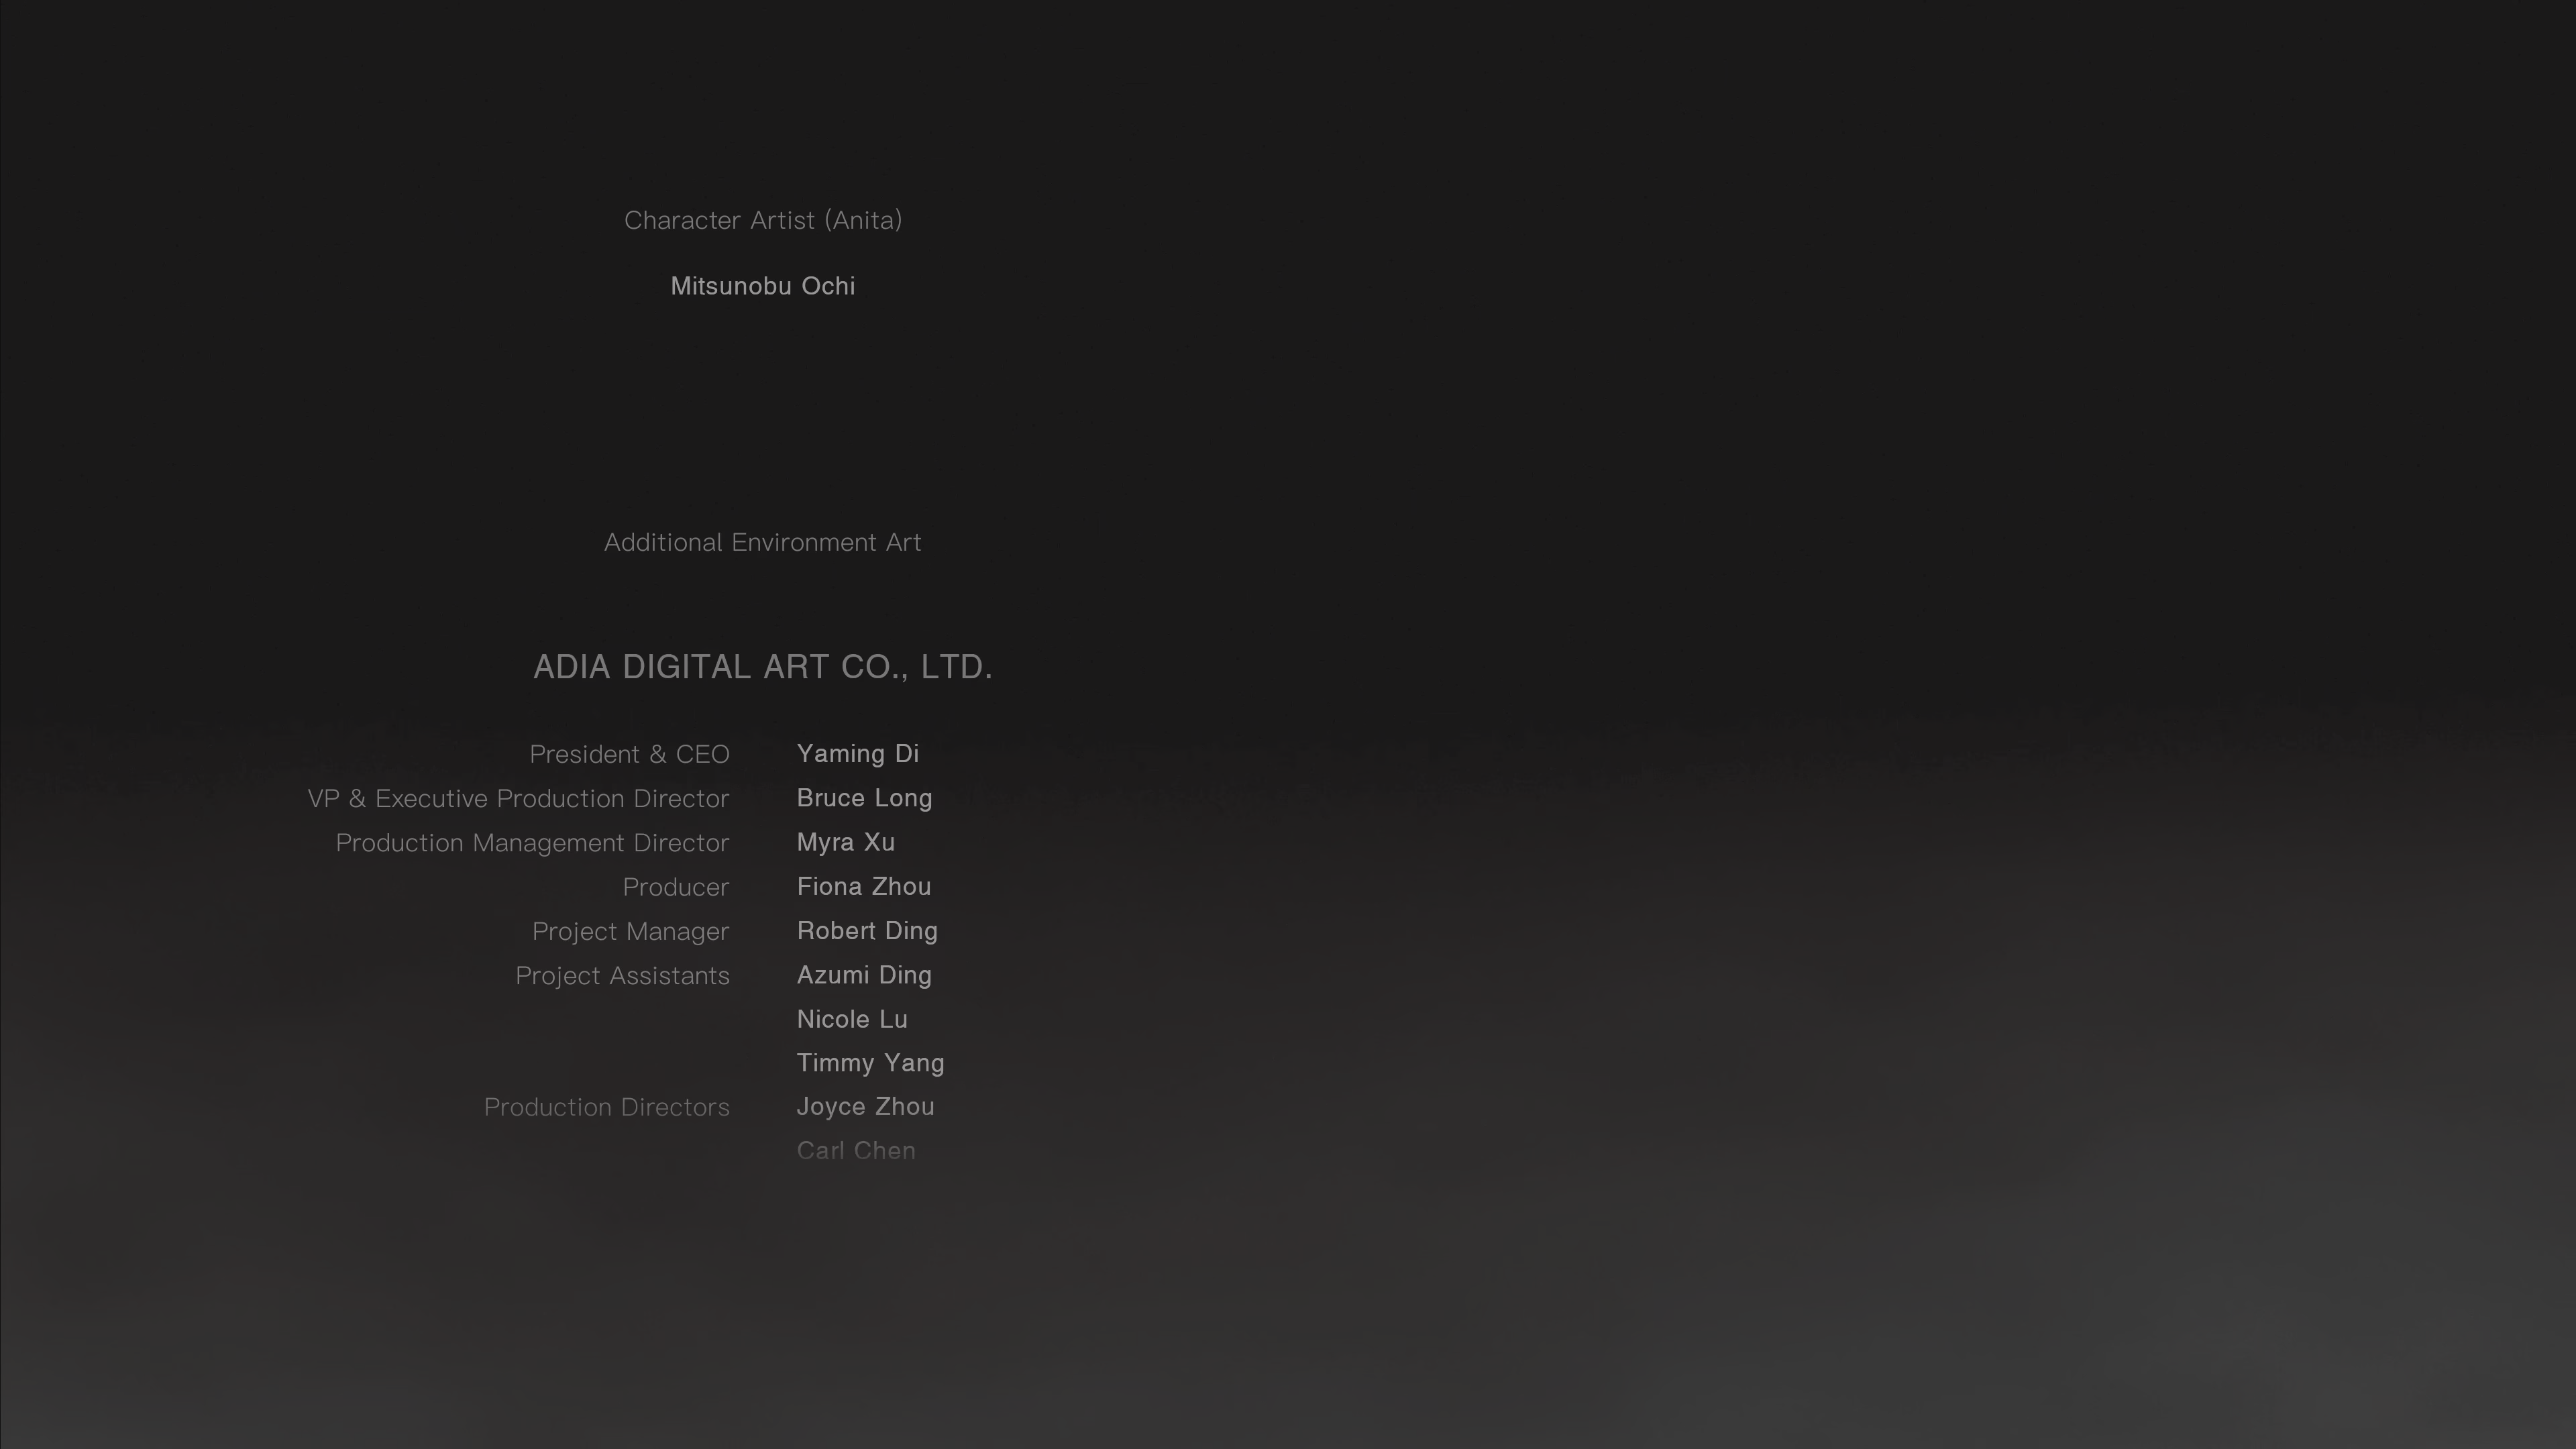 Character Artist (Anita)
Mitsunobu Ochi
Additional Environment Art
ADIA DIGITAL ART CO., LTD.
President & CEO Yaming Di
VP & Executive Production Director Bruce Long
Production Management Director Myra Xu
Producer Fiona Zhou
Project Manager Robert Ding
Project Assistants Azumi Ding
Nicole Lu
Timmy Yang
Production Directors Joyce Zhou
Carl Chen